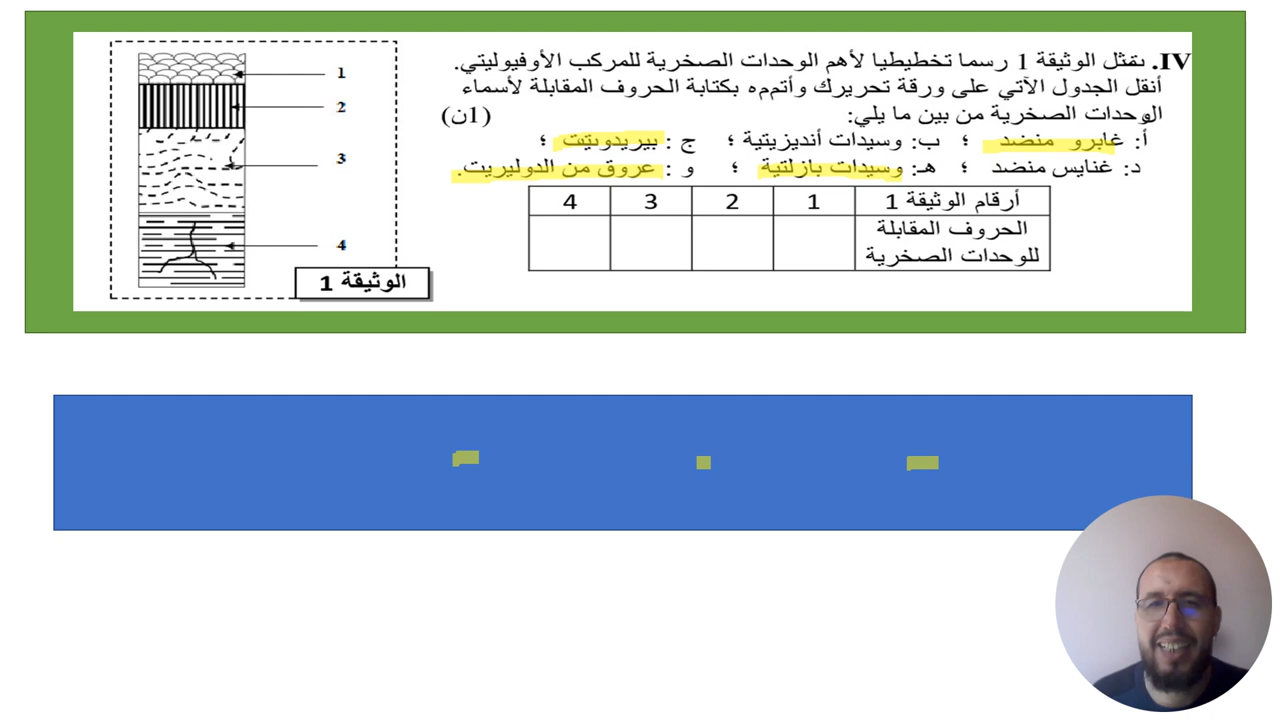 IV. تمثل الوثيقة 1 رسما تخطيطيا لأهم الوحدات الصخرية للمركب الأوفيوليتي.
أنقل الجدول الآتي على ورقة تحريرك وأتممه بكتابة الحروف المقابلة لأسماء
الوحدات الصخرية من بين ما يلي: (1ن)
أ: غابرو منضد ؛ ب: وسيدات أنديزيتية ؛ ج : بيريدوتيت ؛
د: غنايس منضد ؛ هـ: وسيدات بازلتية ؛ و : عروق من الدوليريت.
أرقام الوثيقة 1 1 2 3 4
الحروف المقابلة
للوحدات الصخرية
1
2
3
4
الوثيقة 1